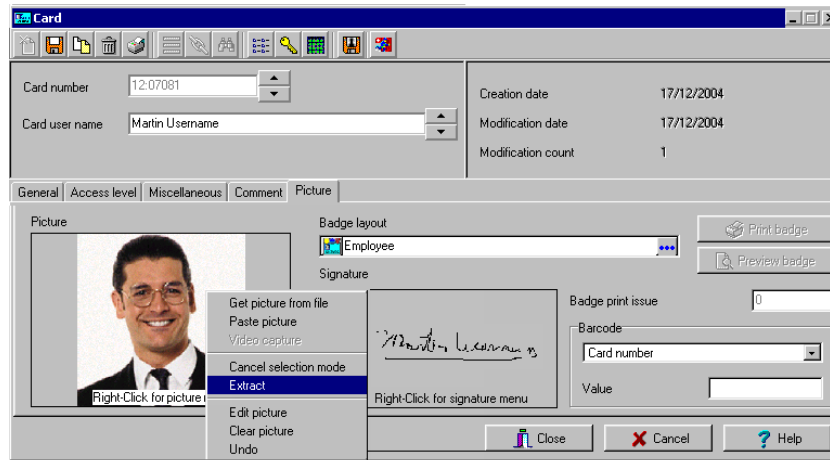 Card
Card number 12:07081
Card user name Martin Username
Creation date 17/12/2004
Modification date 17/12/2004
Modification count 1
General Access level Miscellaneous Comment Picture
Picture
Right-Click for picture
Badge layout
Employee
Signature
Martin Username
Right-Click for signature menu
Print badge
Preview badge
Badge print issue 0
Barcode
Card number
Value
Get picture from file
Paste picture
Video capture
Cancel selection mode
Extract
Edit picture
Clear picture
Undo
Close Cancel Help